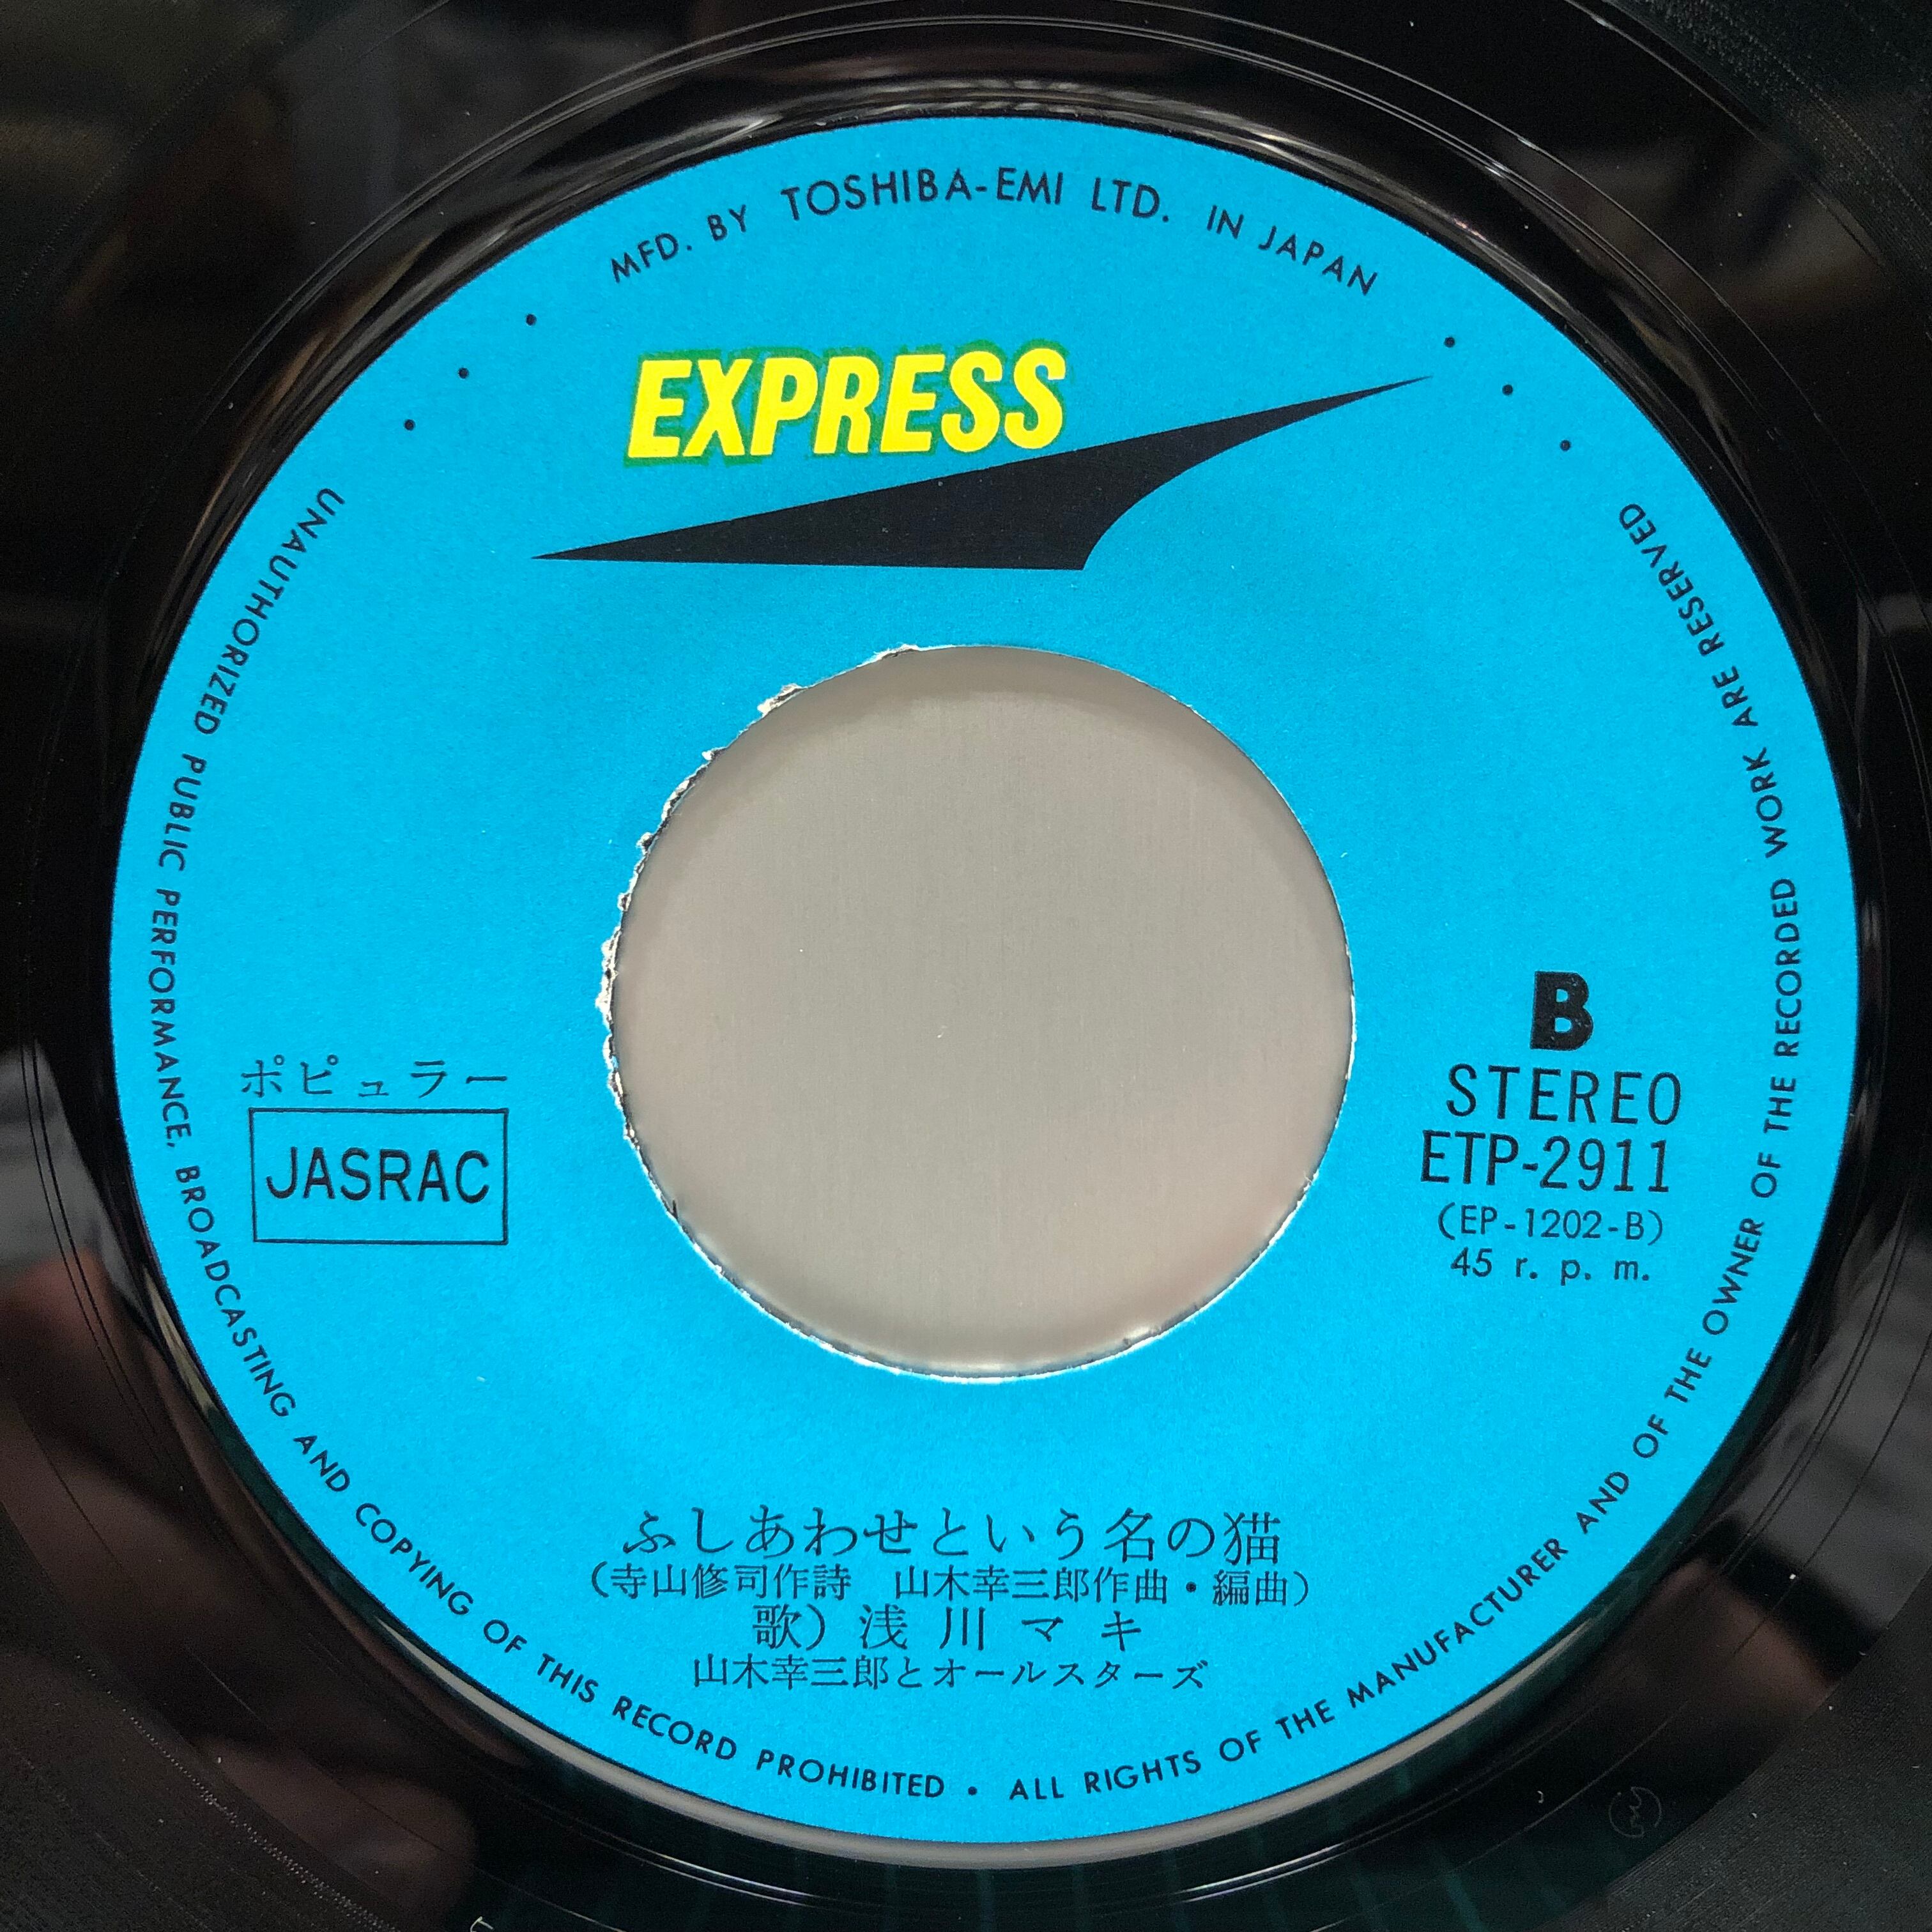 MFD. BY TOSHIBA-EMI LTD. IN JAPAN
EXPRESS
ポピュラー
JASRAC
B
STEREO
ETP-2911
(EP-1202-B)
45 r. p. m.
ふしあわせという名の猫
(寺山修司作詩 山木幸三郎作曲・編曲)
歌) 浅川マキ
山木幸三郎とオールスターズ
UNAUTHORIZED PUBLIC PERFORMANCE, BROADCASTING AND COPYING OF THIS RECORD PROHIBITED • ALL RIGHTS OF THE MANUFACTURER AND OF THE OWNER OF THE RECORDED WORK ARE RESERVED